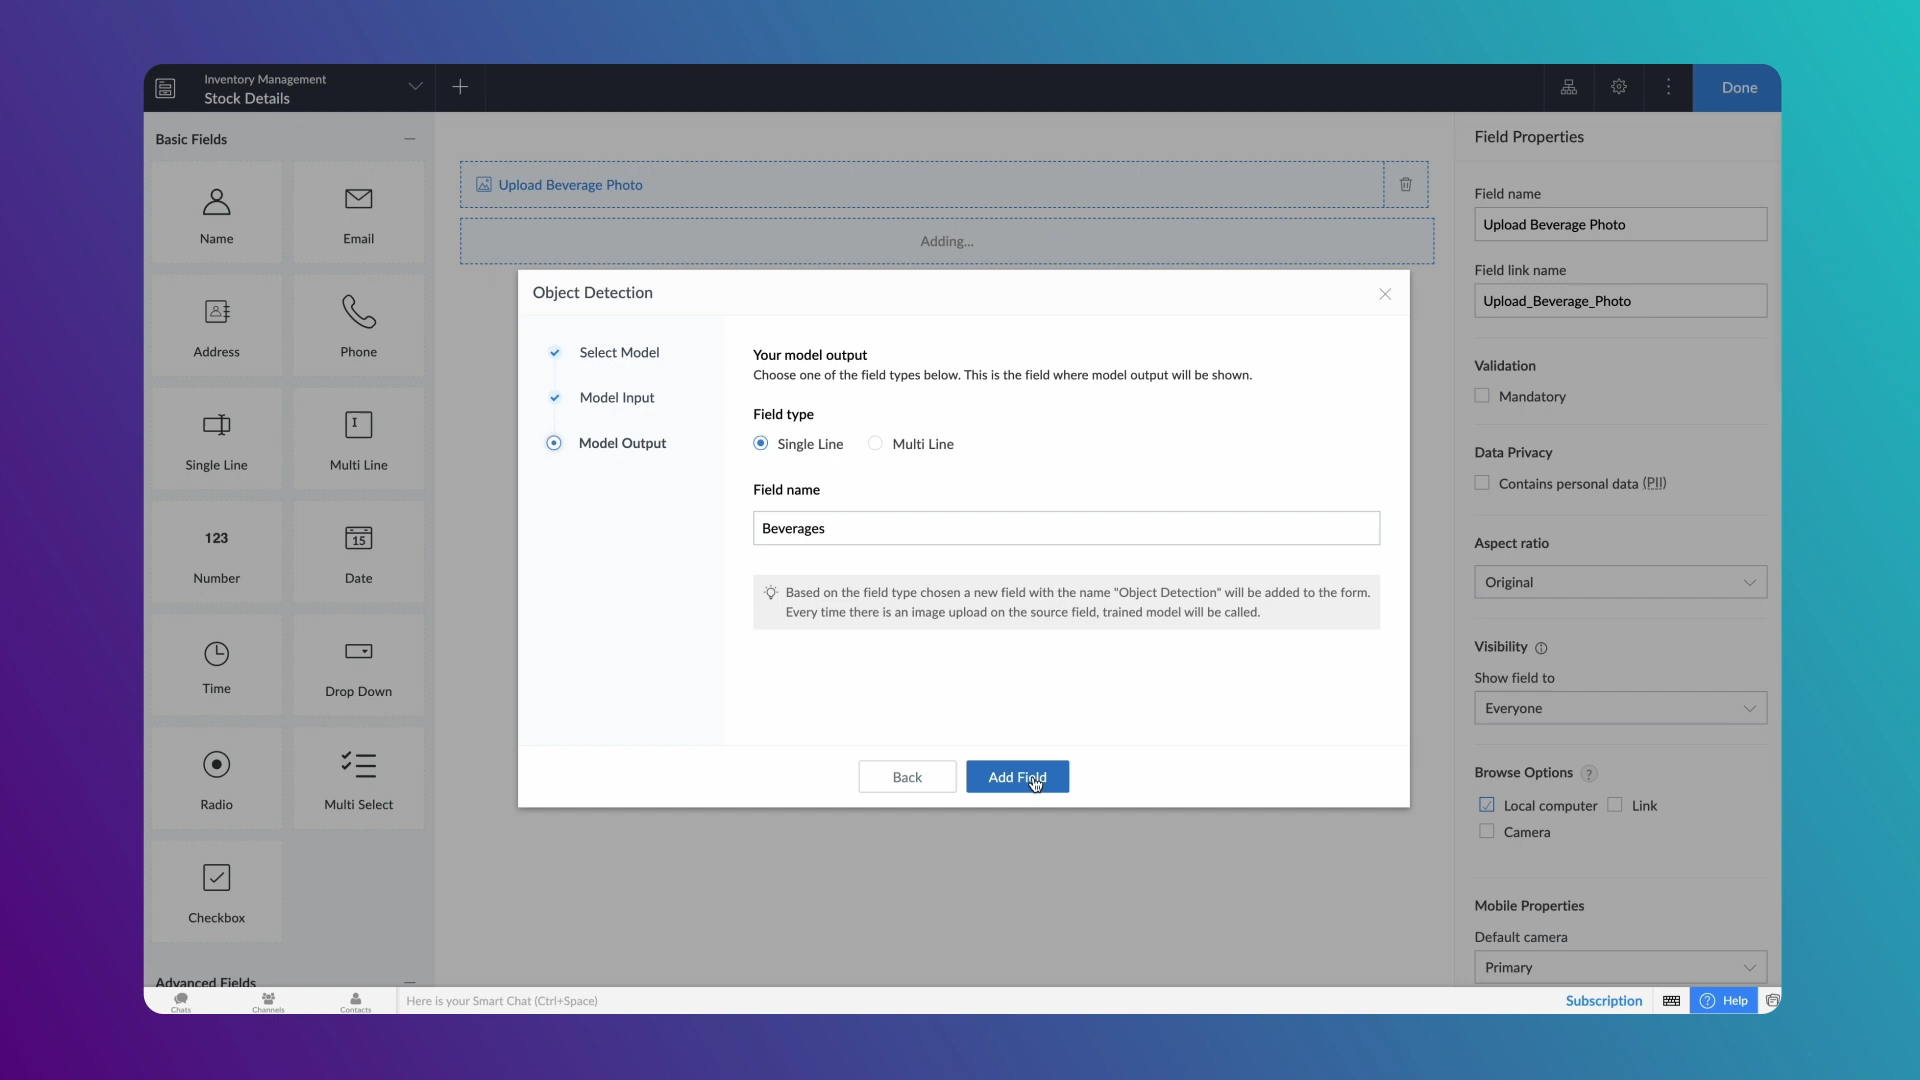 Inventory Management
Stock Details
Done
Basic Fields
Name
Email
Address
Phone
Single Line
Multi Line
123
Number
15
Date
Time
Drop Down
Radio
Multi Select
Checkbox
Advanced Fields
Upload Beverage Photo
Adding...
Object Detection
Select Model
Model Input
Model Output
Your model output
Choose one of the field types below. This is the field where model output will be shown.
Field type
Single Line
Multi Line
Field name
Beverages
Based on the field type chosen a new field with the name "Object Detection" will be added to the form.
Every time there is an image upload on the source field, trained model will be called.
Back
Add Field
Field Properties
Field name
Upload Beverage Photo
Field link name
Upload_Beverage_Photo
Validation
Mandatory
Data Privacy
Contains personal data (PII)
Aspect ratio
Original
Visibility
Show field to
Everyone
Browse Options ?
Local computer
Link
Camera
Mobile Properties
Default camera
Primary
Chats
Channels
Contacts
Here is your Smart Chat (Ctrl+Space)
Subscription
? Help